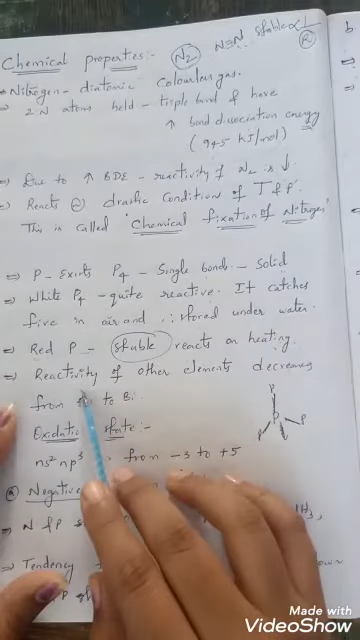 Chemical properties:- N₂ N≡N Stable ∝ 1/R
⇒ Nitrogen - diatomic Colourless gas.
⇒ 2 N atoms held - triple bond & have
↑ bond dissociation energy
(945 kJ/mol)
⇒ Due to ↑ BDE - reactivity of N₂ is ↓.
⇒ Reacts drastic Condition of T & P.
This is called 'Chemical fixation of Nitrogen'
⇒ P - Exists P₄ - Single bonds - Solid
⇒ White P₄ - quite reactive. It catches
fire in air and ∴ stored under water.
⇒ Red P - Stable reacts on heating.
⇒ Reactivity of other elements decreases
from to Bi.
Oxidation state:-
ns² np³ from -3 to +5
P
P
P
a Negative
⇒ N & P
⇒ Tendency
Made with
VideoShow